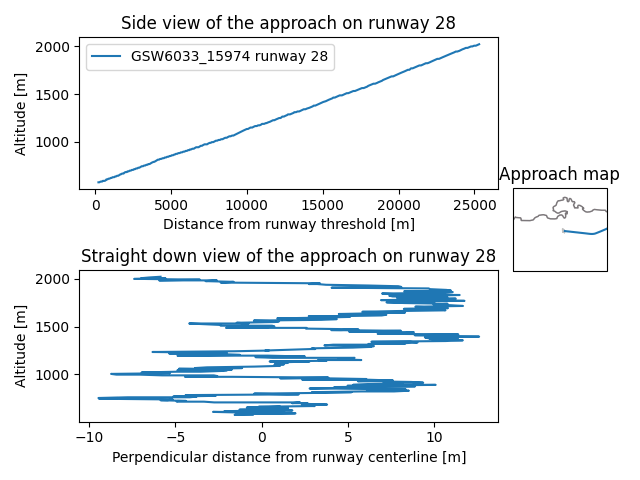 Side view of the approach on runway 28
2000
1500
1000
Altitude [m]
GSW6033_15974 runway 28
0 5000 10000 15000 20000 25000
Distance from runway threshold [m]
Approach map
Straight down view of the approach on runway 28
2000
1500
1000
Altitude [m]
−10 −5 0 5 10
Perpendicular distance from runway centerline [m]